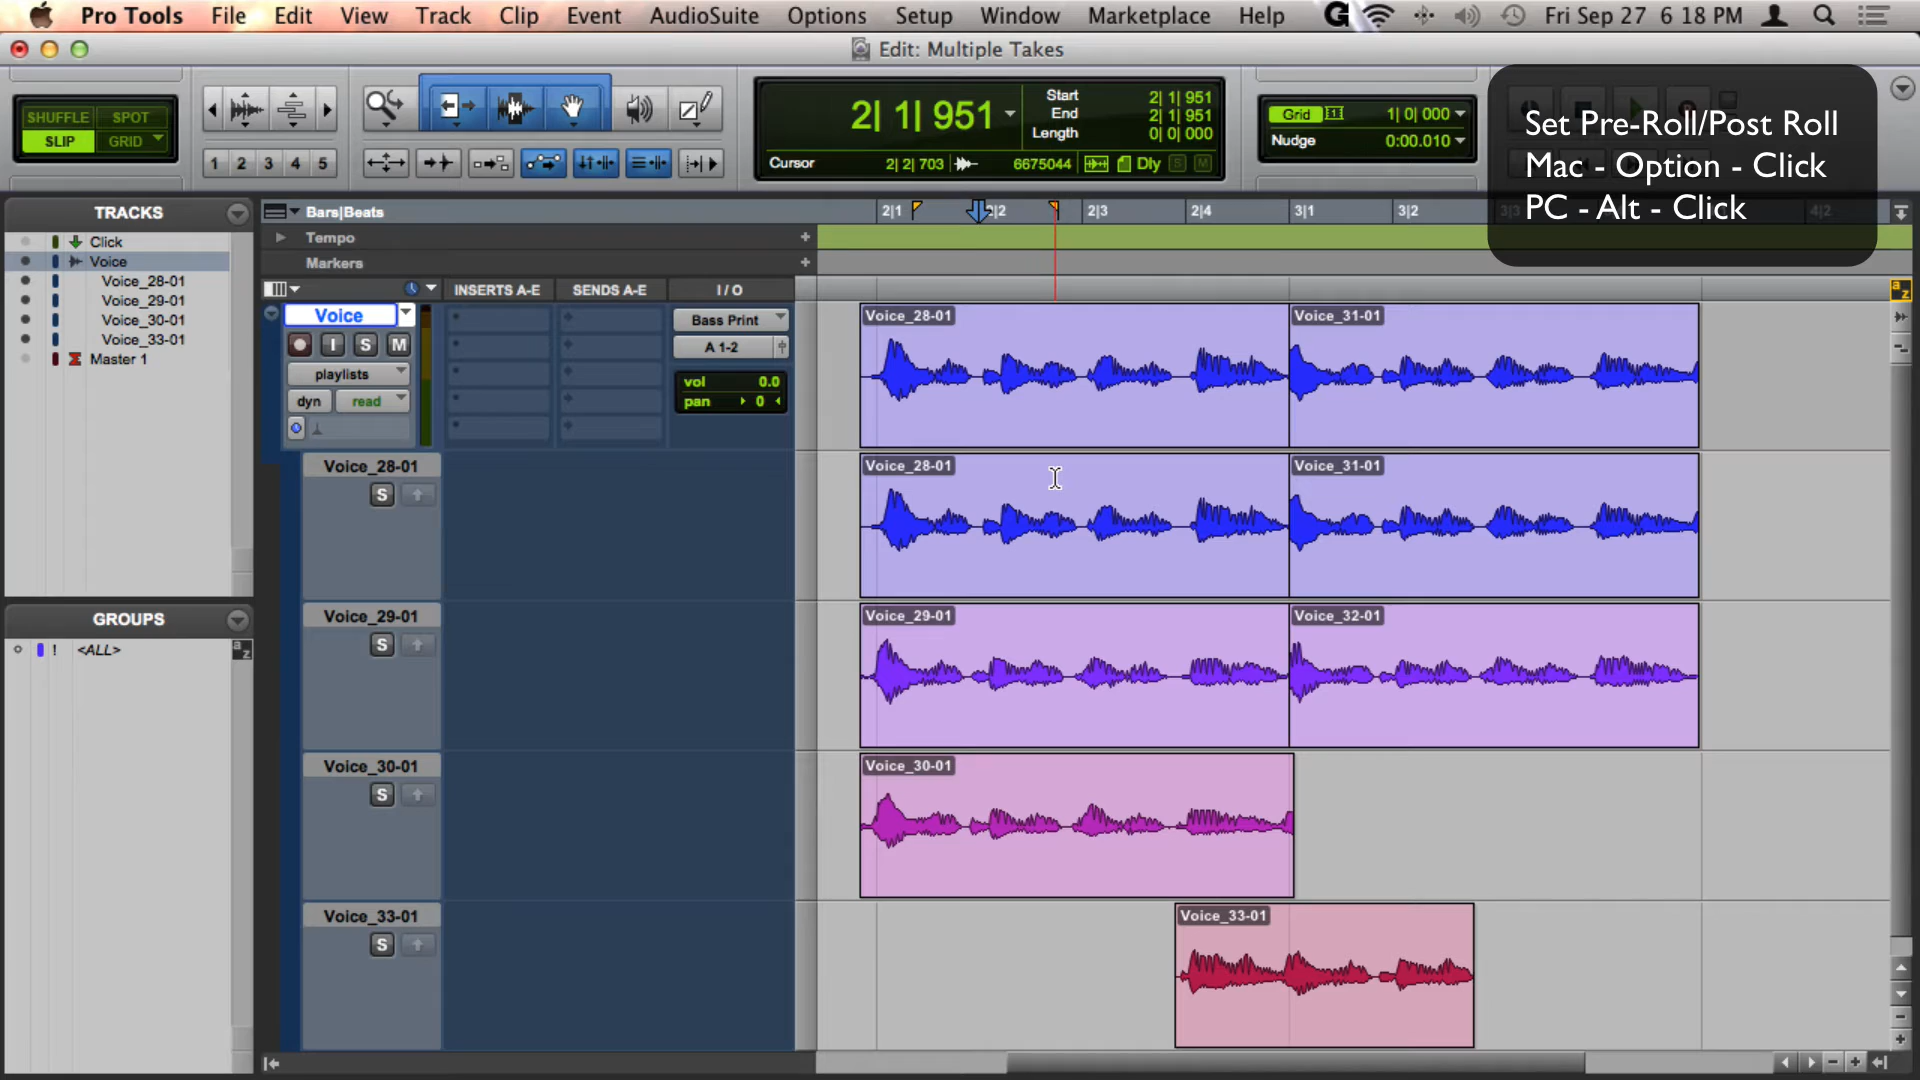 Pro Tools File Edit View Track Clip Event AudioSuite Options Setup Window Marketplace Help Fri Sep 27 6 18 PM
Edit: Multiple Takes
SHUFFLE SPOT
SLIP GRID
1 2 3 4 5
2| 1| 951
Start 2| 1| 951
End 2| 1| 951
Length 0| 0| 000
Cursor 2| 2| 703 6675044 Dly S M
Grid 1| 0| 000
Nudge 0:00.010
Set Pre-Roll/Post Roll
Mac - Option - Click
PC - Alt - Click
TRACKS
Click
Voice
Voice_28-01
Voice_29-01
Voice_30-01
Voice_33-01
Master 1
GROUPS
! <ALL>
a z
Bars|Beats
2|1 2|2 2|3 2|4 3|1 3|2 3|3 4|2
Tempo
Markers
INSERTS A-E SENDS A-E I / O
a z
Voice
I S M
playlists
dyn read
Bass Print
A 1-2
vol 0.0
pan 0
Voice_28-01 Voice_31-01
Voice_28-01
S
Voice_28-01 Voice_31-01
Voice_29-01
S
Voice_29-01 Voice_32-01
Voice_30-01
S
Voice_30-01
Voice_33-01
S
Voice_33-01